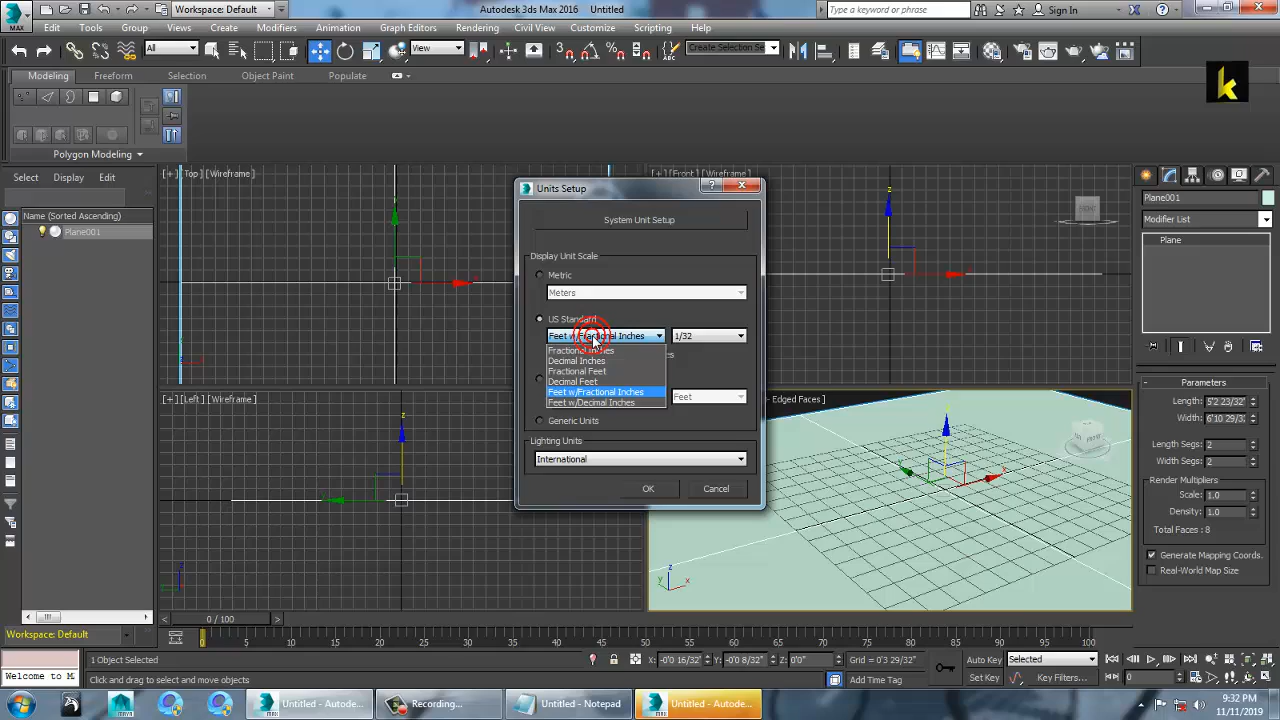 MAX
Workspace: Default
Autodesk 3ds Max 2016 Untitled
Type a keyword or phrase
Sign In
Edit Tools Group Views Create Modifiers Animation Graph Editors Rendering Civil View Customize Scripting Help
All
View
Create Selection Se
k
Modeling Freeform Selection Object Paint Populate
Polygon Modeling
Select Display Edit
Name (Sorted Ascending)
Plane001
[+] [Top] [Wireframe]
[+] [Front] [Wireframe]
FRONT
[+] [Left] [Wireframe]
- Edged Faces ]
Units Setup
System Unit Setup
Display Unit Scale
Metric
Meters
US Standard
Feet w/Fractional Inches
1/32
Fractional Inches
Decimal Inches
Fractional Feet
Decimal Feet
Feet w/Fractional Inches
Feet w/Decimal Inches
Feet
Generic Units
Lighting Units
International
OK Cancel
Plane001
Modifier List
Plane
Parameters
Length: 5'2 23/32"
Width: 6'10 29/3
Length Segs: 2
Width Segs: 2
Render Multipliers
Scale: 1.0
Density: 1.0
Total Faces : 8
Generate Mapping Coords.
Real-World Map Size
0 / 100
Workspace: Default
0 5 10 15 20 25 30 35 40 45 50 55 60 65 70 75 80 85 90 95 100
1 Object Selected
X: -0'0 16/32" Y: -0'0 8/32" Z: 0'0" Grid = 0'3 29/32"
Auto Key Selected
Welcome to M
Click and drag to select and move objects
Add Time Tag
Set Key Key Filters...
0
Untitled - Autodes...
Recording...
Untitled - Notepad
Untitled - Autodes...
9:32 PM
11/11/2019